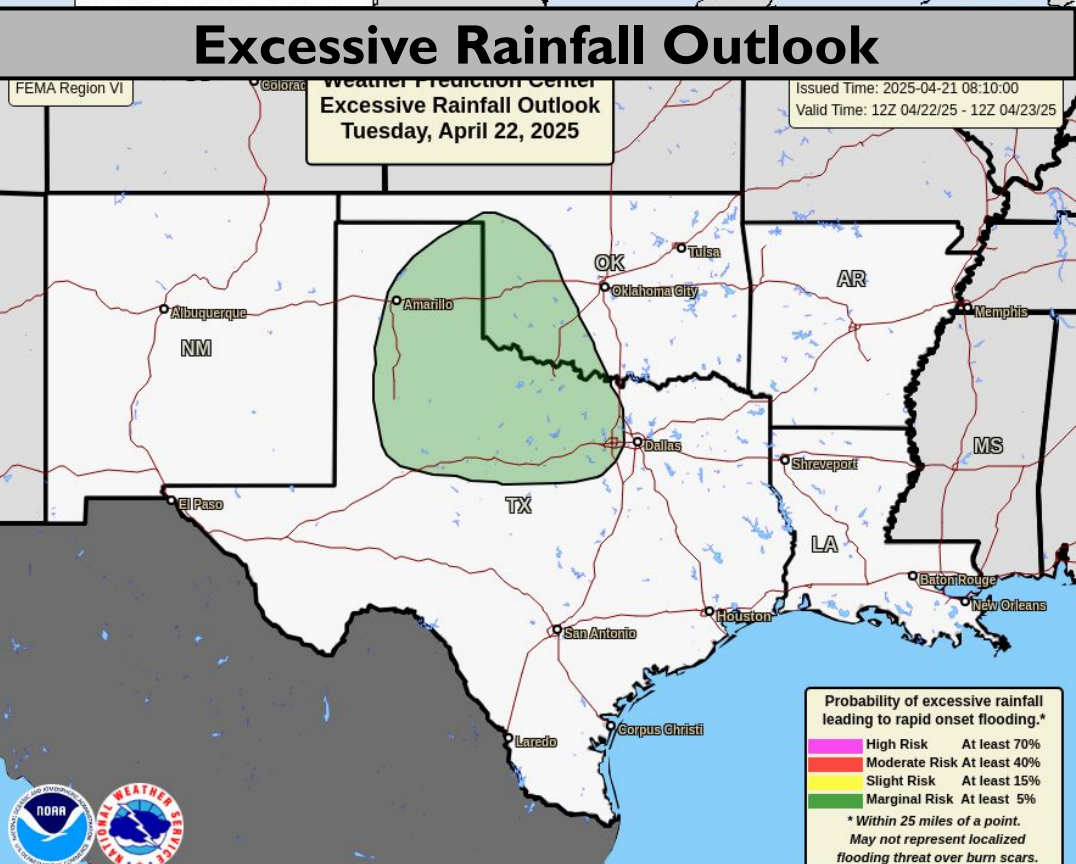 Excessive Rainfall Outlook
FEMA Region VI
Colorad
Weather Prediction Center
Excessive Rainfall Outlook
Tuesday, April 22, 2025
Issued Time: 2025-04-21 08:10:00
Valid Time: 12Z 04/22/25 - 12Z 04/23/25
Tulsa
OK
Oklahoma City
AR
Amarillo
Albuquerque
Memphis
NM
Dallas
MS
Shreveport
El Paso
TX
LA
Baton Rouge
New Orleans
Houston
San Antonio
Corpus Christi
Laredo
Probability of excessive rainfall
leading to rapid onset flooding.*
High Risk At least 70%
Moderate Risk At least 40%
Slight Risk At least 15%
Marginal Risk At least 5%
* Within 25 miles of a point.
May not represent localized
flooding threat over burn scars.
NOAA
NATIONAL WEATHER SERVICE